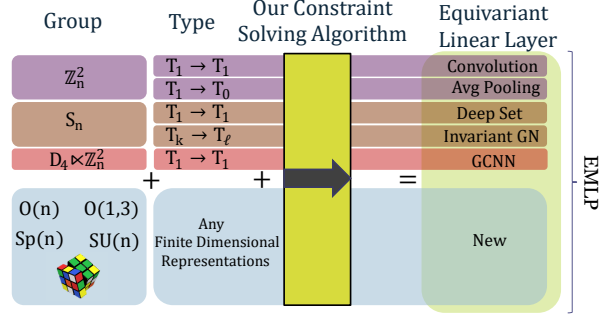 Group
Type
Our Constraint
Solving Algorithm
Equivariant
Linear Layer
ℤ²ₙ
T₁ → T₁
Convolution
T₁ → T₀
Avg Pooling
Sₙ
T₁ → T₁
Deep Set
Tₖ → T_ℓ
Invariant GN
D₄⋉ℤ²ₙ
T₁ → T₁
GCNN
+
+
=
O(n) O(1,3)
Sp(n) SU(n)
Any
Finite Dimensional
Representations
New
EMLP